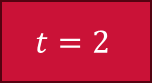 t = 2